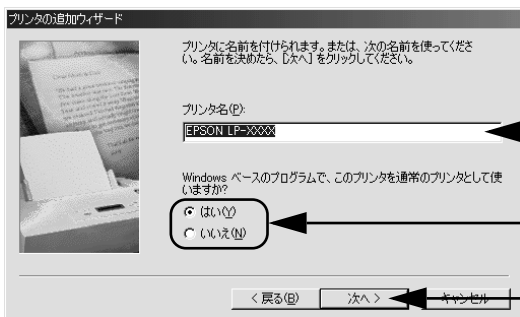 プリンタの追加ウィザード
プリンタに名前を付けられます。または、次の名前を使ってくださ
い。名前を決めたら、[次へ] をクリックしてください。
プリンタ名(P):
EPSON LP-XXXX
Windows ベースのプログラムで、このプリンタを通常のプリンタとして使
いますか?
はい(Y)
いいえ(N)
< 戻る(B)
次へ >
キャンセル